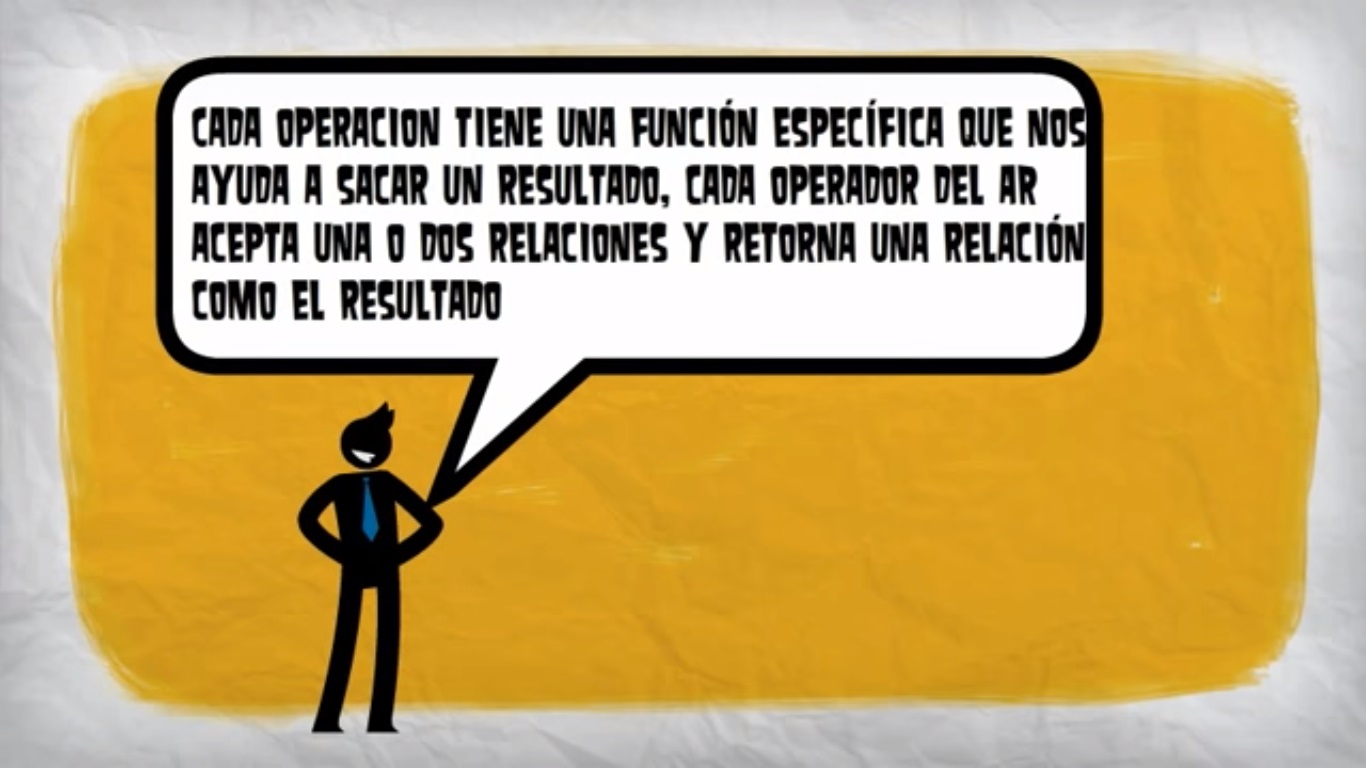 CADA OPERACION TIENE UNA FUNCIÓN ESPECÍFICA QUE NOS
AYUDA A SACAR UN RESULTADO, CADA OPERADOR DEL AR
ACEPTA UNA O DOS RELACIONES Y RETORNA UNA RELACIÓN
COMO EL RESULTADO